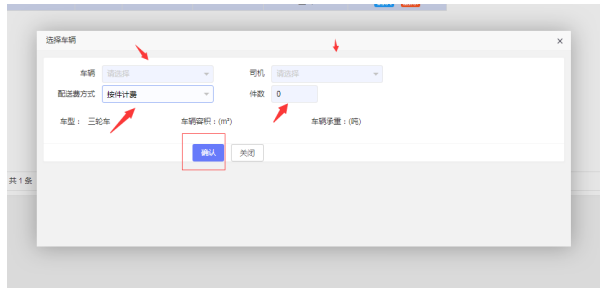 选择车辆 ×
车辆 请选择 司机 请选择
配送费方式 按件计费 件数 0
车型： 三轮车 车辆容积：(m³) 车辆承重：(吨)
确认 关闭
共 1 条